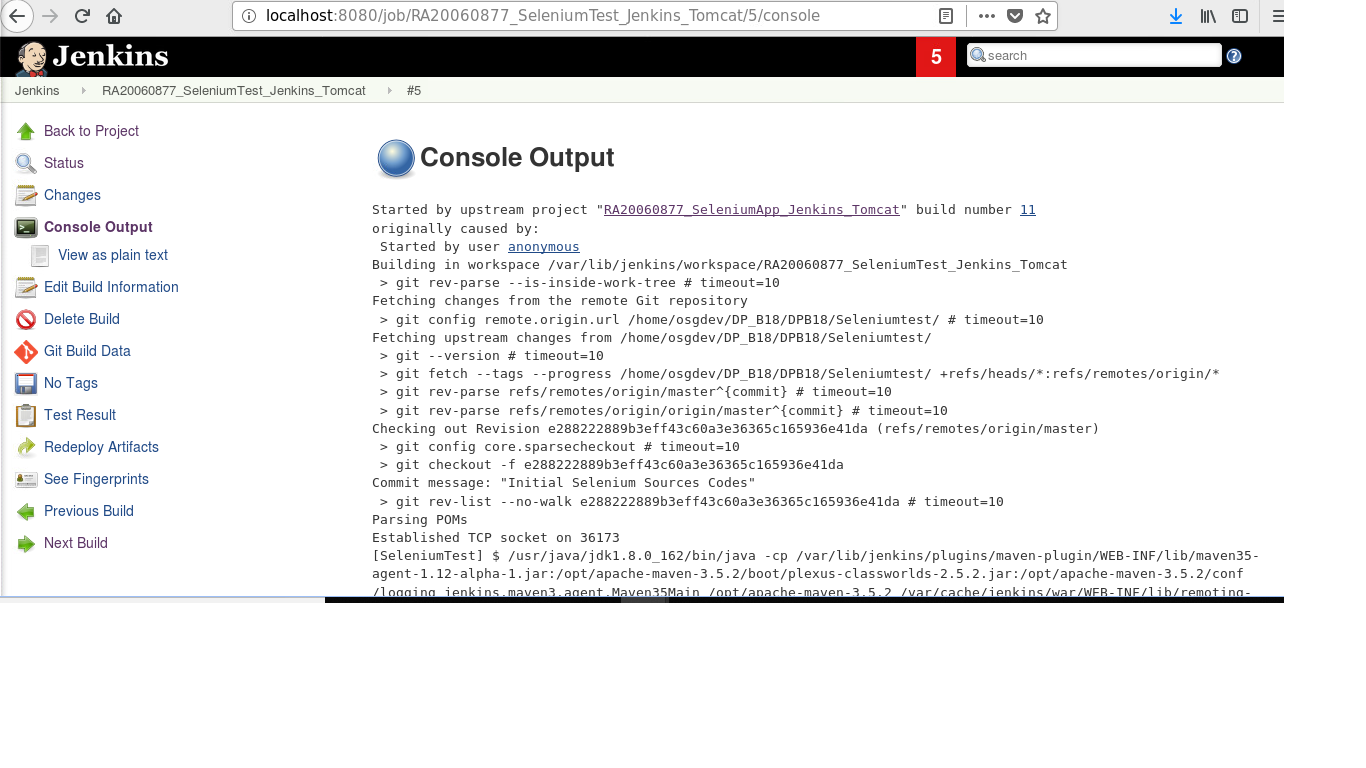 localhost:8080/job/RA20060877_SeleniumTest_Jenkins_Tomcat/5/console
Jenkins
5
search
Jenkins RA20060877_SeleniumTest_Jenkins_Tomcat #5
Back to Project
Status
Changes
Console Output
View as plain text
Edit Build Information
Delete Build
Git Build Data
No Tags
Test Result
Redeploy Artifacts
See Fingerprints
Previous Build
Next Build
Console Output
Started by upstream project "RA20060877_SeleniumApp_Jenkins_Tomcat" build number 11
originally caused by:
Started by user anonymous
Building in workspace /var/lib/jenkins/workspace/RA20060877_SeleniumTest_Jenkins_Tomcat
> git rev-parse --is-inside-work-tree # timeout=10
Fetching changes from the remote Git repository
> git config remote.origin.url /home/osgdev/DP_B18/DPB18/Seleniumtest/ # timeout=10
Fetching upstream changes from /home/osgdev/DP_B18/DPB18/Seleniumtest/
> git --version # timeout=10
> git fetch --tags --progress /home/osgdev/DP_B18/DPB18/Seleniumtest/ +refs/heads/*:refs/remotes/origin/*
> git rev-parse refs/remotes/origin/master^{commit} # timeout=10
> git rev-parse refs/remotes/origin/origin/master^{commit} # timeout=10
Checking out Revision e288222889b3eff43c60a3e36365c165936e41da (refs/remotes/origin/master)
> git config core.sparsecheckout # timeout=10
> git checkout -f e288222889b3eff43c60a3e36365c165936e41da
Commit message: "Initial Selenium Sources Codes"
> git rev-list --no-walk e288222889b3eff43c60a3e36365c165936e41da # timeout=10
Parsing POMs
Established TCP socket on 36173
[SeleniumTest] $ /usr/java/jdk1.8.0_162/bin/java -cp /var/lib/jenkins/plugins/maven-plugin/WEB-INF/lib/maven35-
agent-1.12-alpha-1.jar:/opt/apache-maven-3.5.2/boot/plexus-classworlds-2.5.2.jar:/opt/apache-maven-3.5.2/conf
/logging jenkins.maven3.agent.Maven35Main /opt/apache-maven-3.5.2 /var/cache/jenkins/war/WEB-INF/lib/remoting-